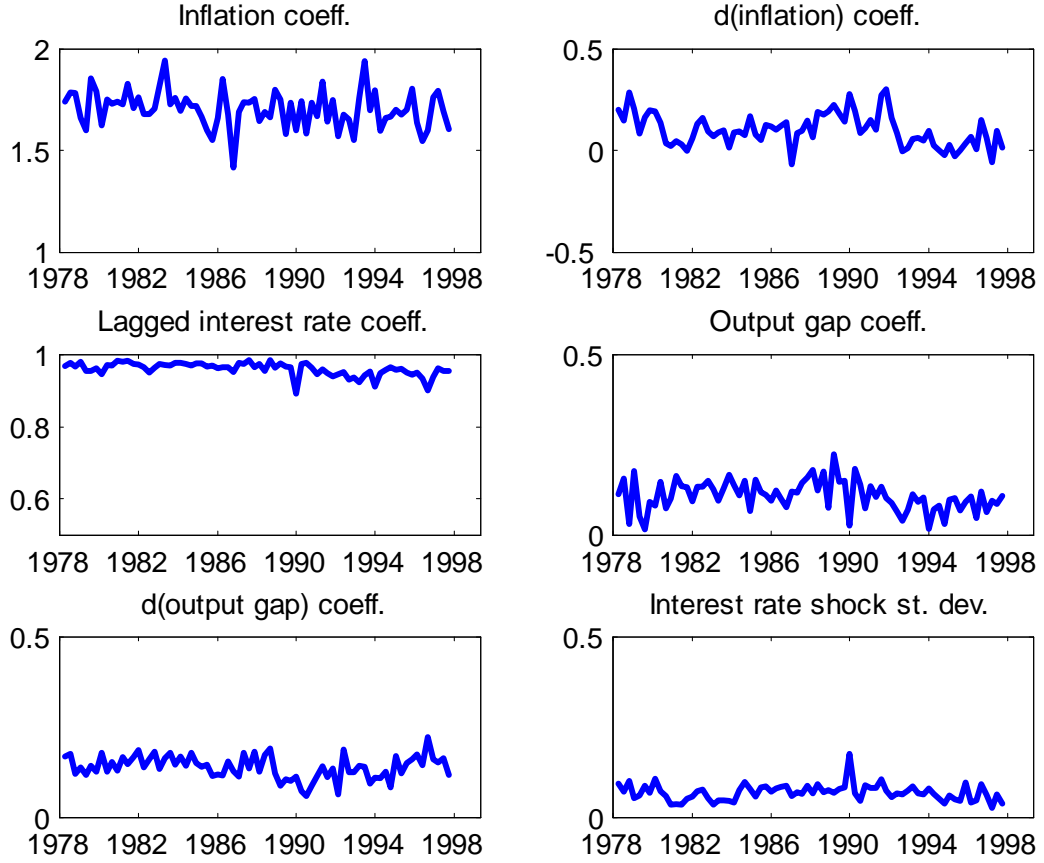 Inflation coeff.
2
1.5
1
1978 1982 1986 1990 1994 1998
d(inflation) coeff.
0.5
0
-0.5
1978 1982 1986 1990 1994 1998
Lagged interest rate coeff.
1
0.8
0.6
1978 1982 1986 1990 1994 1998
Output gap coeff.
0.5
0
1978 1982 1986 1990 1994 1998
d(output gap) coeff.
0.5
0
1978 1982 1986 1990 1994 1998
Interest rate shock st. dev.
0.5
0
1978 1982 1986 1990 1994 1998